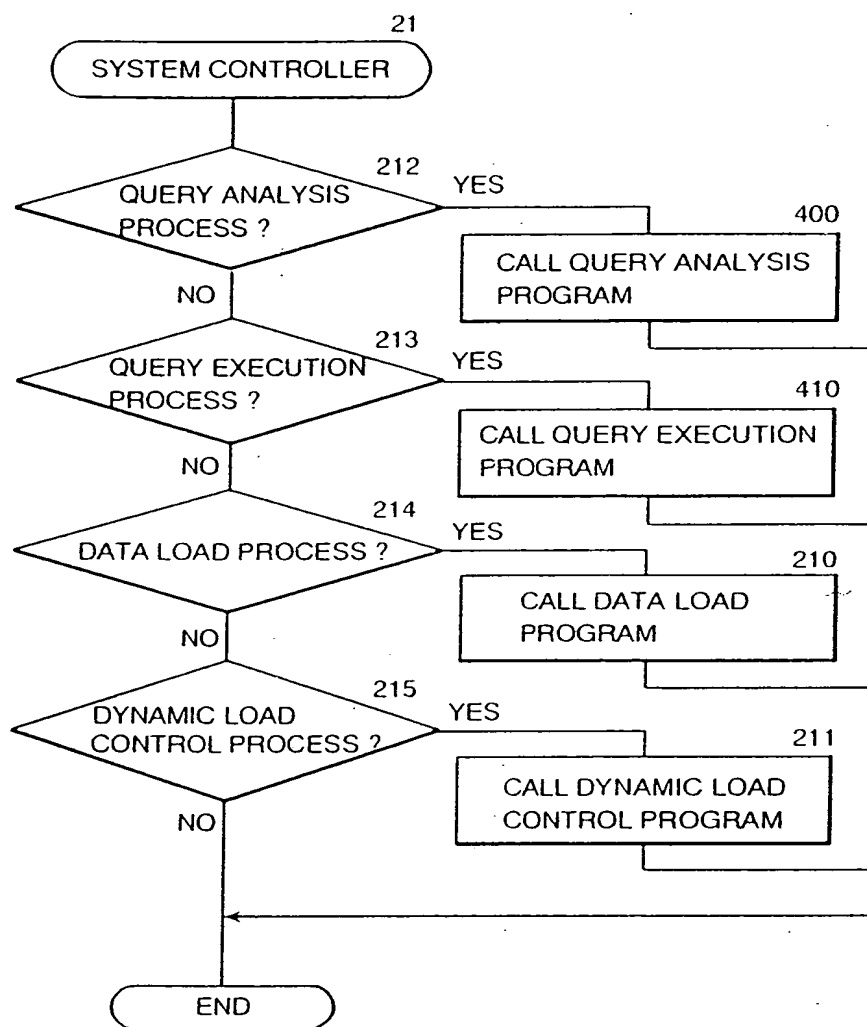 21
SYSTEM CONTROLLER
212
QUERY ANALYSIS
PROCESS ?
YES
400
CALL QUERY ANALYSIS
PROGRAM
NO
213
QUERY EXECUTION
PROCESS ?
YES
410
CALL QUERY EXECUTION
PROGRAM
NO
214
DATA LOAD PROCESS ?
YES
210
CALL DATA LOAD
PROGRAM
NO
215
DYNAMIC LOAD
CONTROL PROCESS ?
YES
211
CALL DYNAMIC LOAD
CONTROL PROGRAM
NO
END